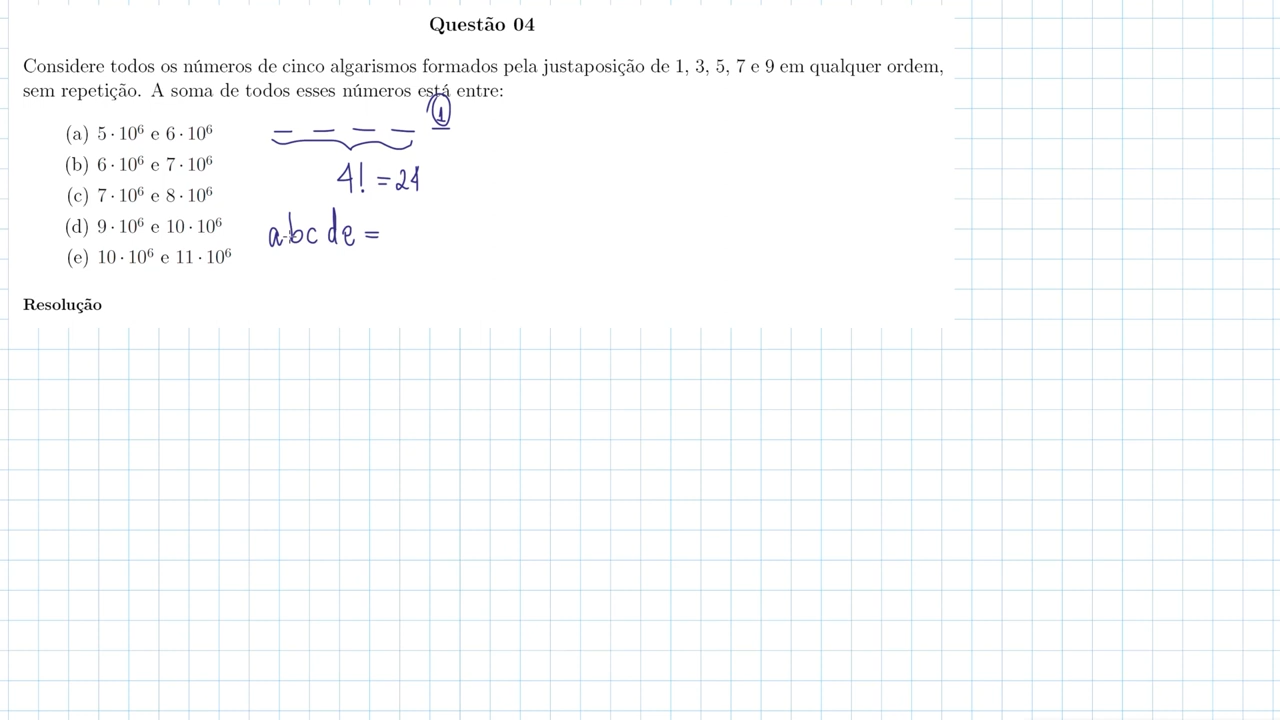 Questão 04
Considere todos os números de cinco algarismos formados pela justaposição de 1, 3, 5, 7 e 9 em qualquer ordem,
sem repetição. A soma de todos esses números está entre:
(a) 5 · 10⁶ e 6 · 10⁶
(b) 6 · 10⁶ e 7 · 10⁶
(c) 7 · 10⁶ e 8 · 10⁶
(d) 9 · 10⁶ e 10 · 10⁶
(e) 10 · 10⁶ e 11 · 10⁶
1
4! = 24
abcde =
Resolução